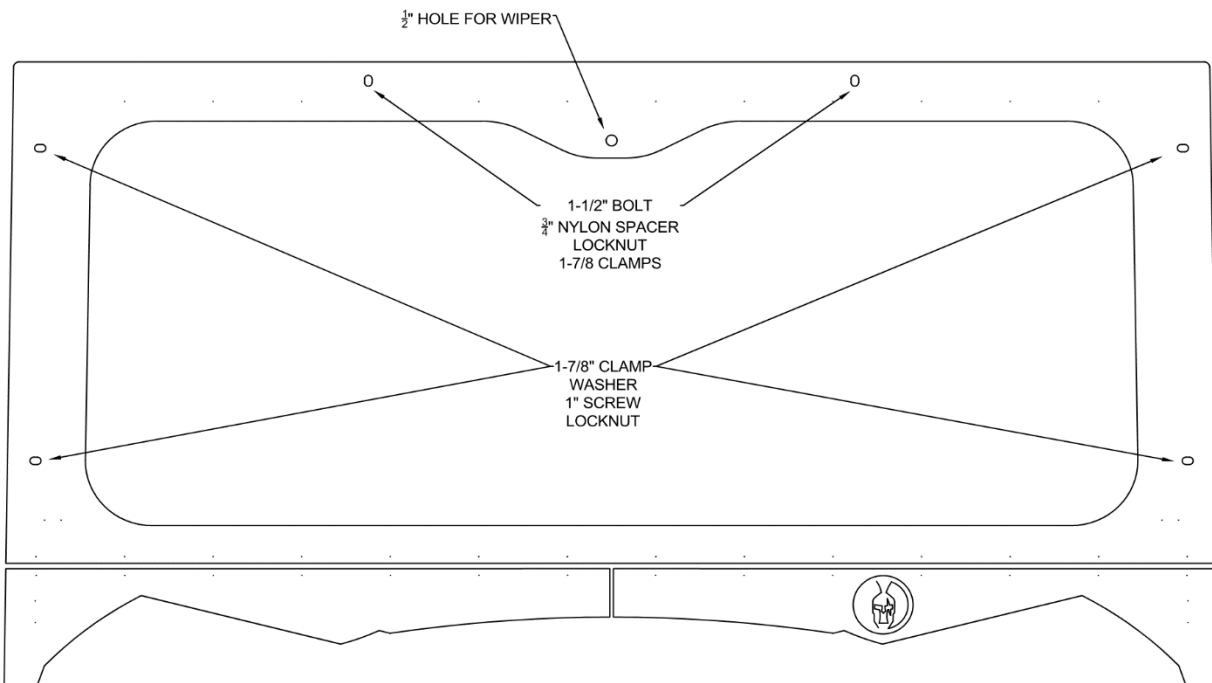 ½" HOLE FOR WIPER
1-1/2" BOLT
¾" NYLON SPACER
LOCKNUT
1-7/8 CLAMPS
1-7/8" CLAMP
WASHER
1" SCREW
LOCKNUT